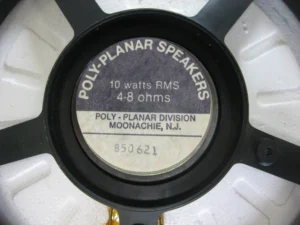 POLY-PLANAR SPEAKERS
10 watts RMS
4-8 ohms
POLY - PLANAR DIVISION
MOONACHIE, N.J.
850621